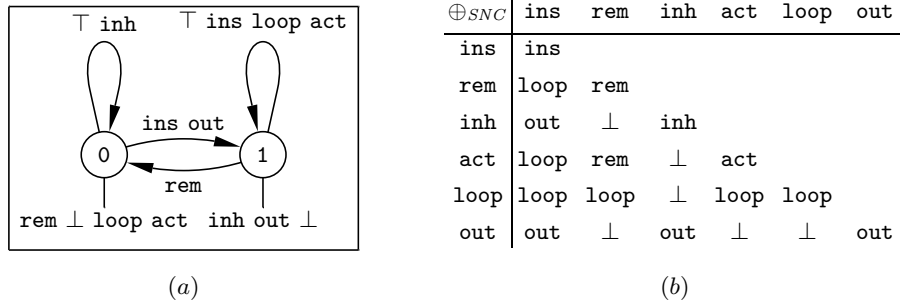 ⊤ inh
⊤ ins loop act
ins out
0
1
rem
rem ⊥ loop act
inh out ⊥
(a)
⊕SNC ins rem inh act loop out
ins ins
rem loop rem
inh out ⊥ inh
act loop rem ⊥ act
loop loop loop ⊥ loop loop
out out ⊥ out ⊥ ⊥ out
(b)